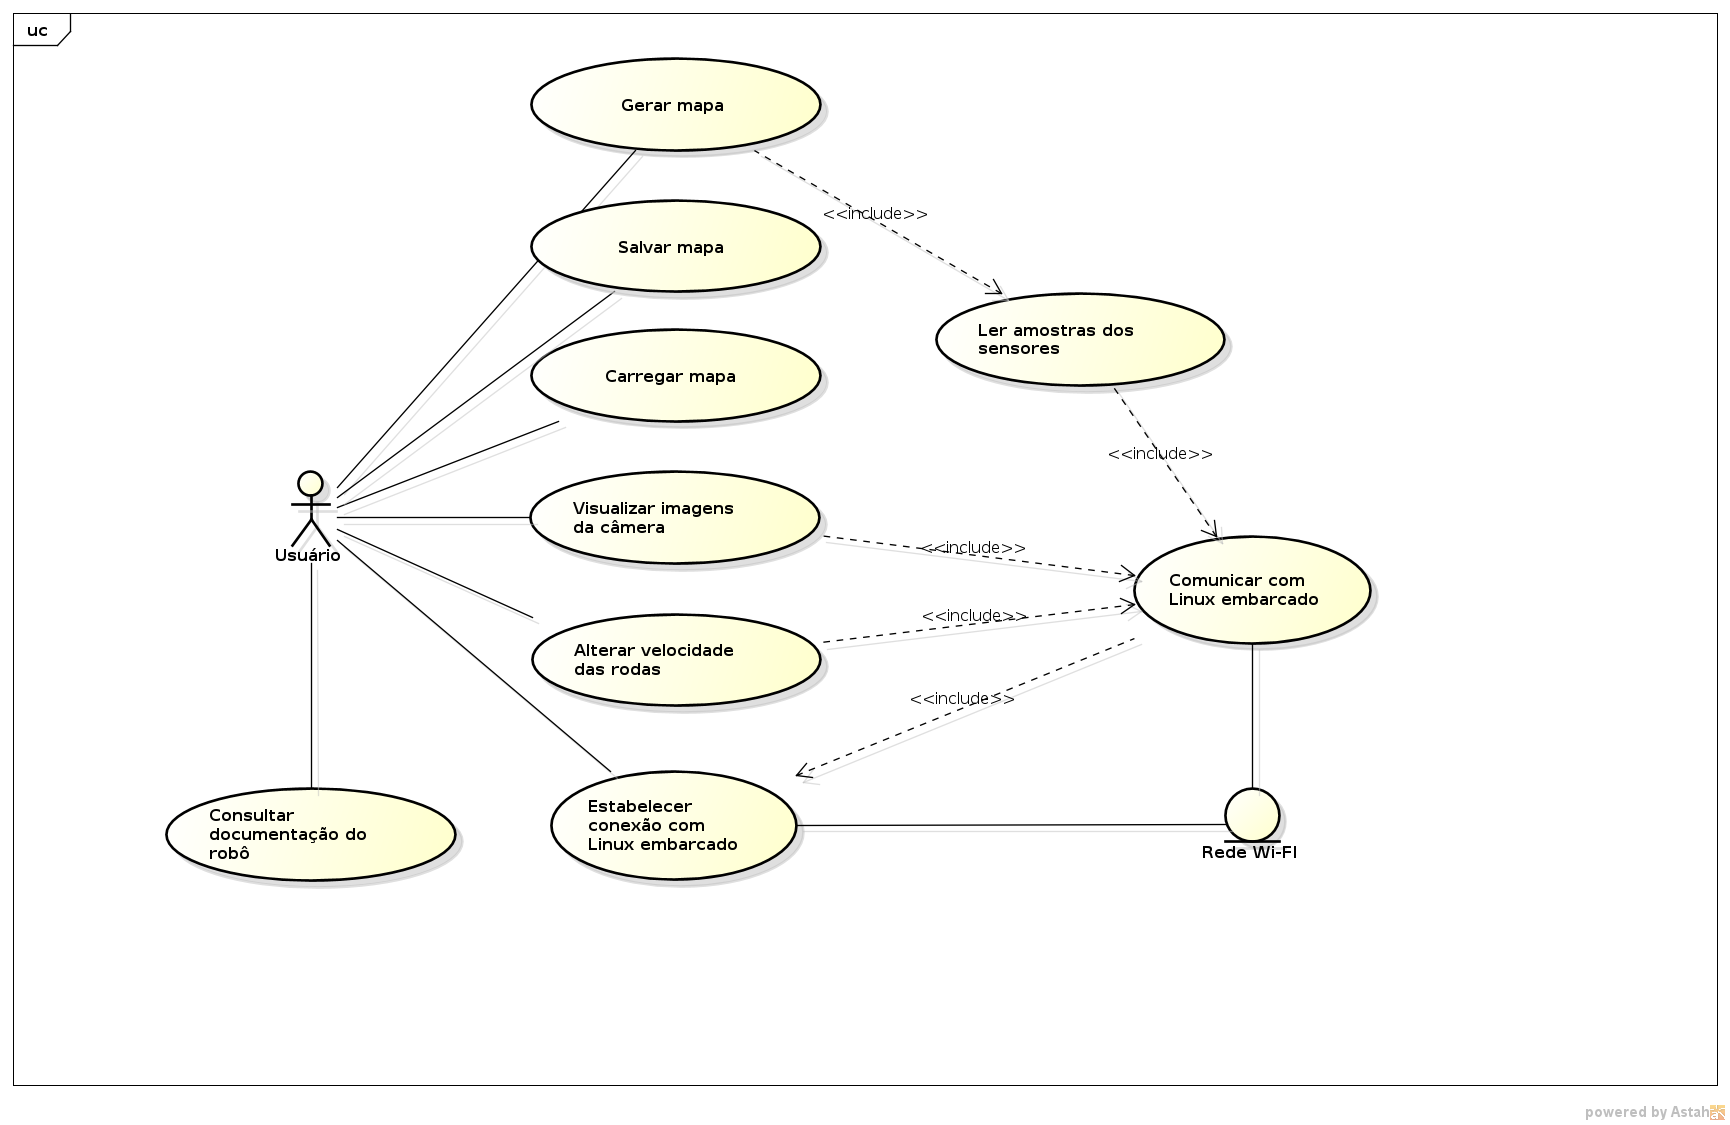 uc
Gerar mapa
Salvar mapa
<<include>>
Ler amostras dos
sensores
Carregar mapa
<<include>>
Visualizar imagens
da câmera
<<include>>
Usuário
Comunicar com
Linux embarcado
<<include>>
Alterar velocidade
das rodas
<<include>>
Consultar
documentação do
robô
Estabelecer
conexão com
Linux embarcado
Rede Wi-FI
powered by Astah